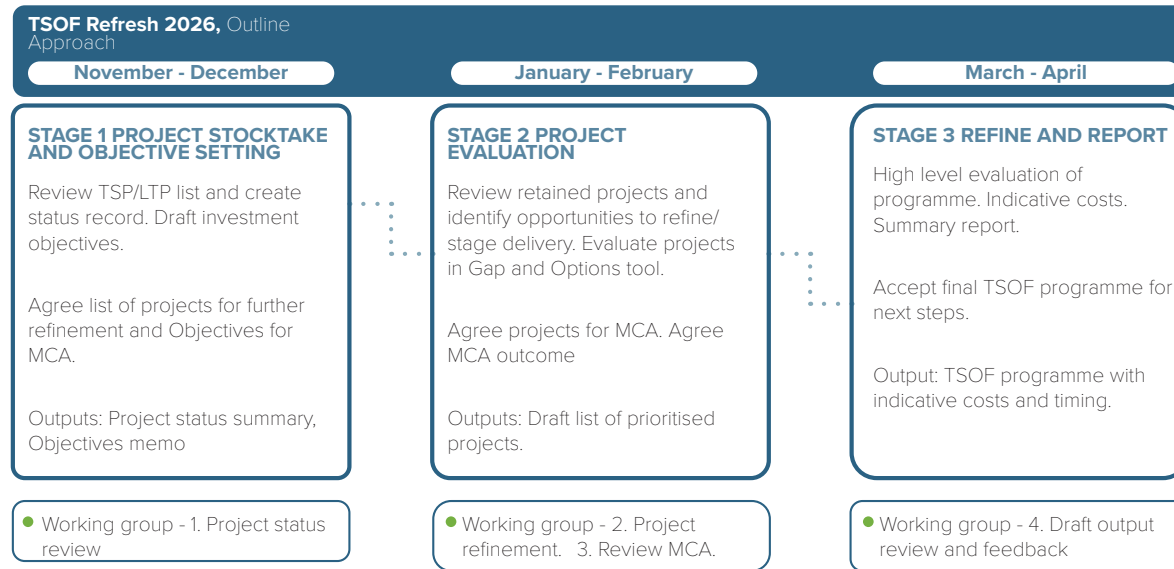 TSOF Refresh 2026, Outline
Approach
November - December
January - February
March - April
STAGE 1 PROJECT STOCKTAKE
AND OBJECTIVE SETTING
Review TSP/LTP list and create
status record. Draft investment
objectives.
Agree list of projects for further
refinement and Objectives for
MCA.
Outputs: Project status summary,
Objectives memo
STAGE 2 PROJECT
EVALUATION
Review retained projects and
identify opportunities to refine/
stage delivery. Evaluate projects
in Gap and Options tool.
Agree projects for MCA. Agree
MCA outcome
Outputs: Draft list of prioritised
projects.
STAGE 3 REFINE AND REPORT
High level evaluation of
programme. Indicative costs.
Summary report.
Accept final TSOF programme for
next steps.
Output: TSOF programme with
indicative costs and timing.
Working group - 1. Project status
review
Working group - 2. Project
refinement. 3. Review MCA.
Working group - 4. Draft output
review and feedback